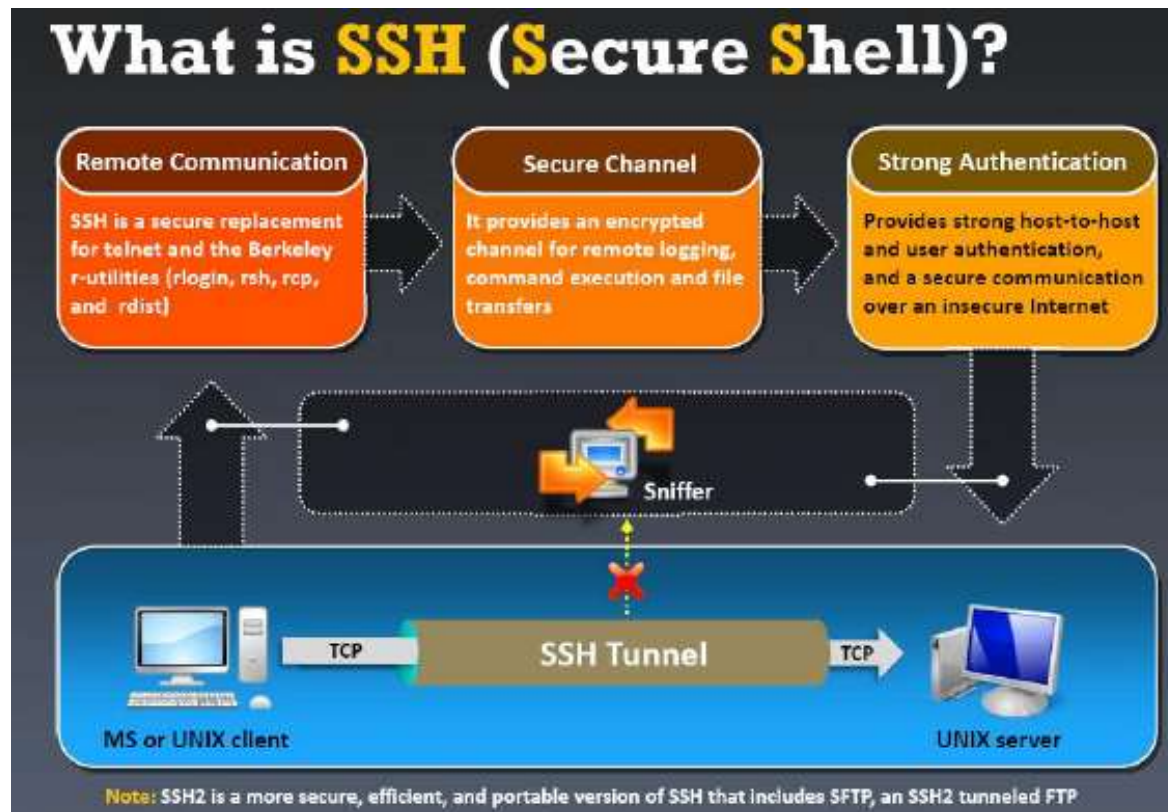 What is SSH (Secure Shell)?
Remote Communication
SSH is a secure replacement
for telnet and the Berkeley
r-utilities (rlogin, rsh, rcp,
and rdist)
Secure Channel
It provides an encrypted
channel for remote logging,
command execution and file
transfers
Strong Authentication
Provides strong host-to-host
and user authentication,
and a secure communication
over an insecure Internet
Sniffer
TCP
SSH Tunnel
TCP
MS or UNIX client
UNIX server
Note: SSH2 is a more secure, efficient, and portable version of SSH that includes SFTP, an SSH2 tunneled FTP